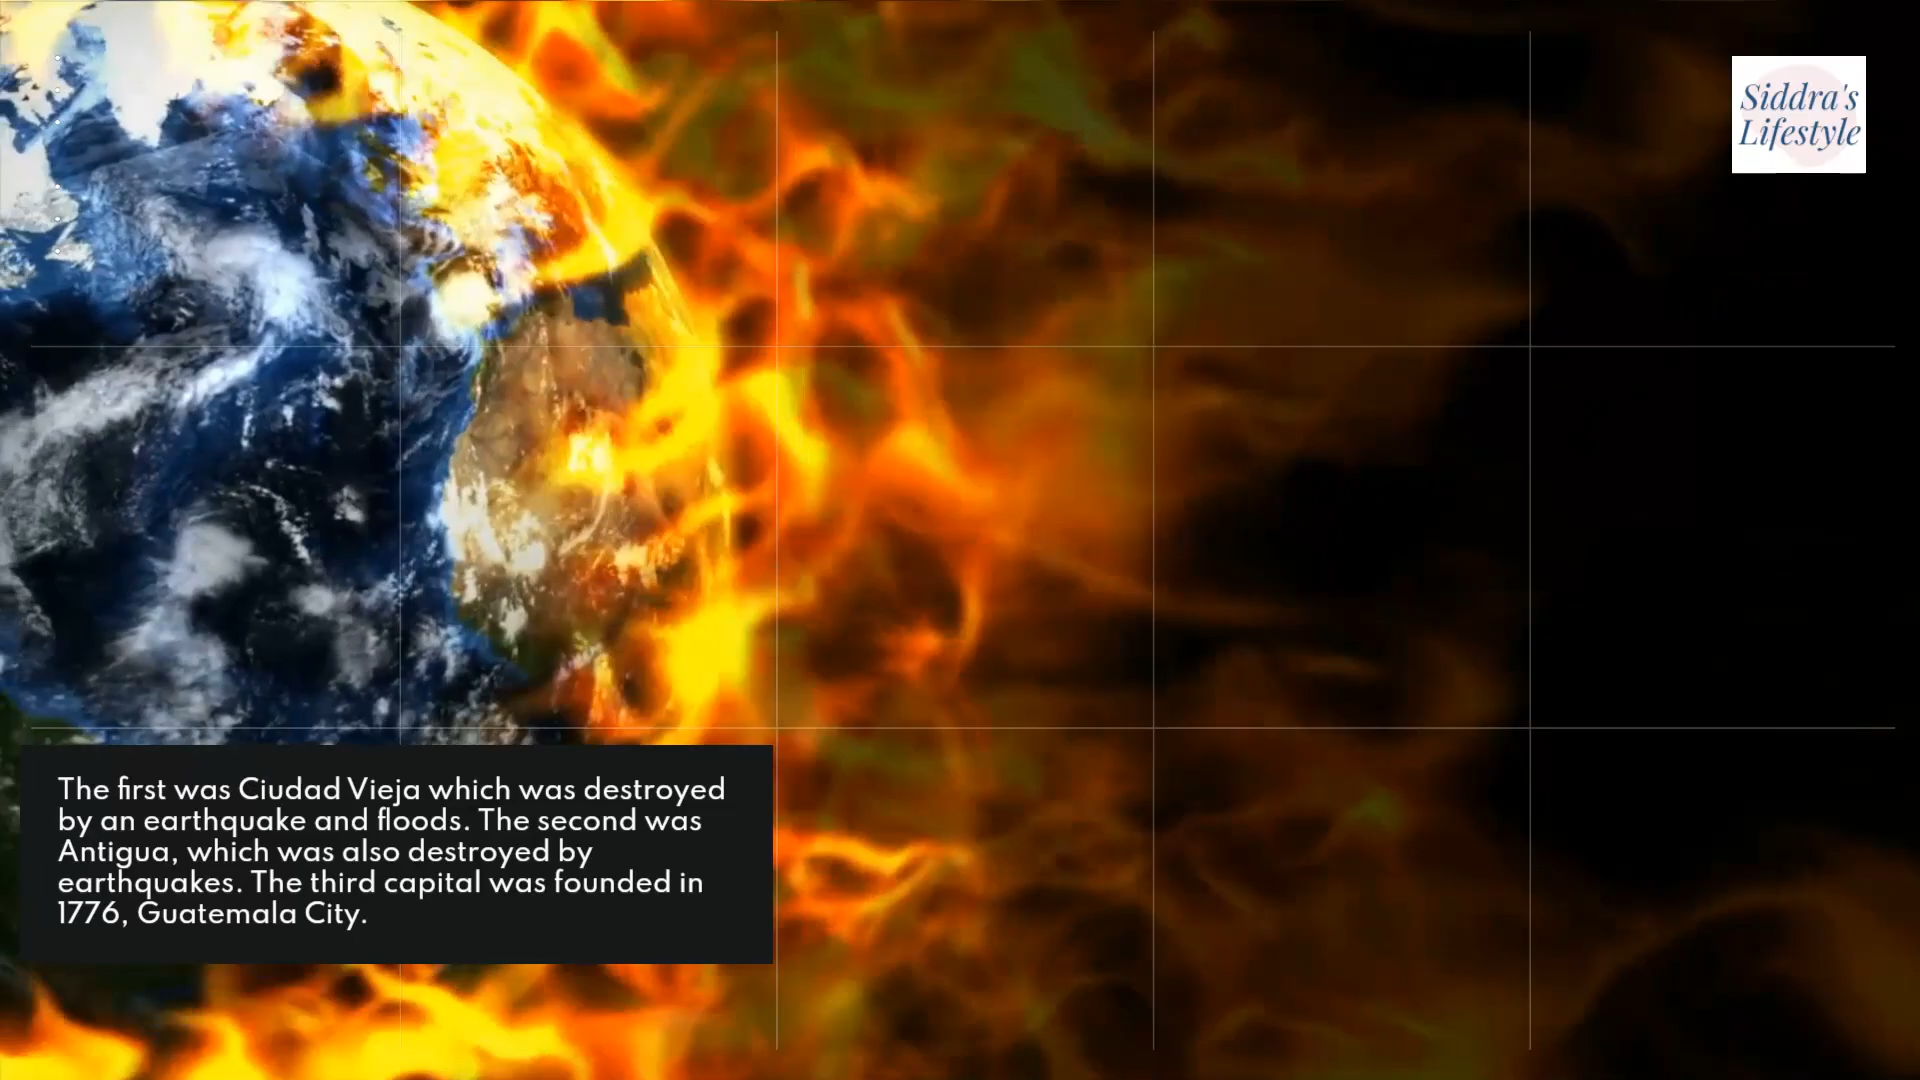 Siddra's
Lifestyle
The first was Ciudad Vieja which was destroyed
by an earthquake and floods. The second was
Antigua, which was also destroyed by
earthquakes. The third capital was founded in
1776, Guatemala City.